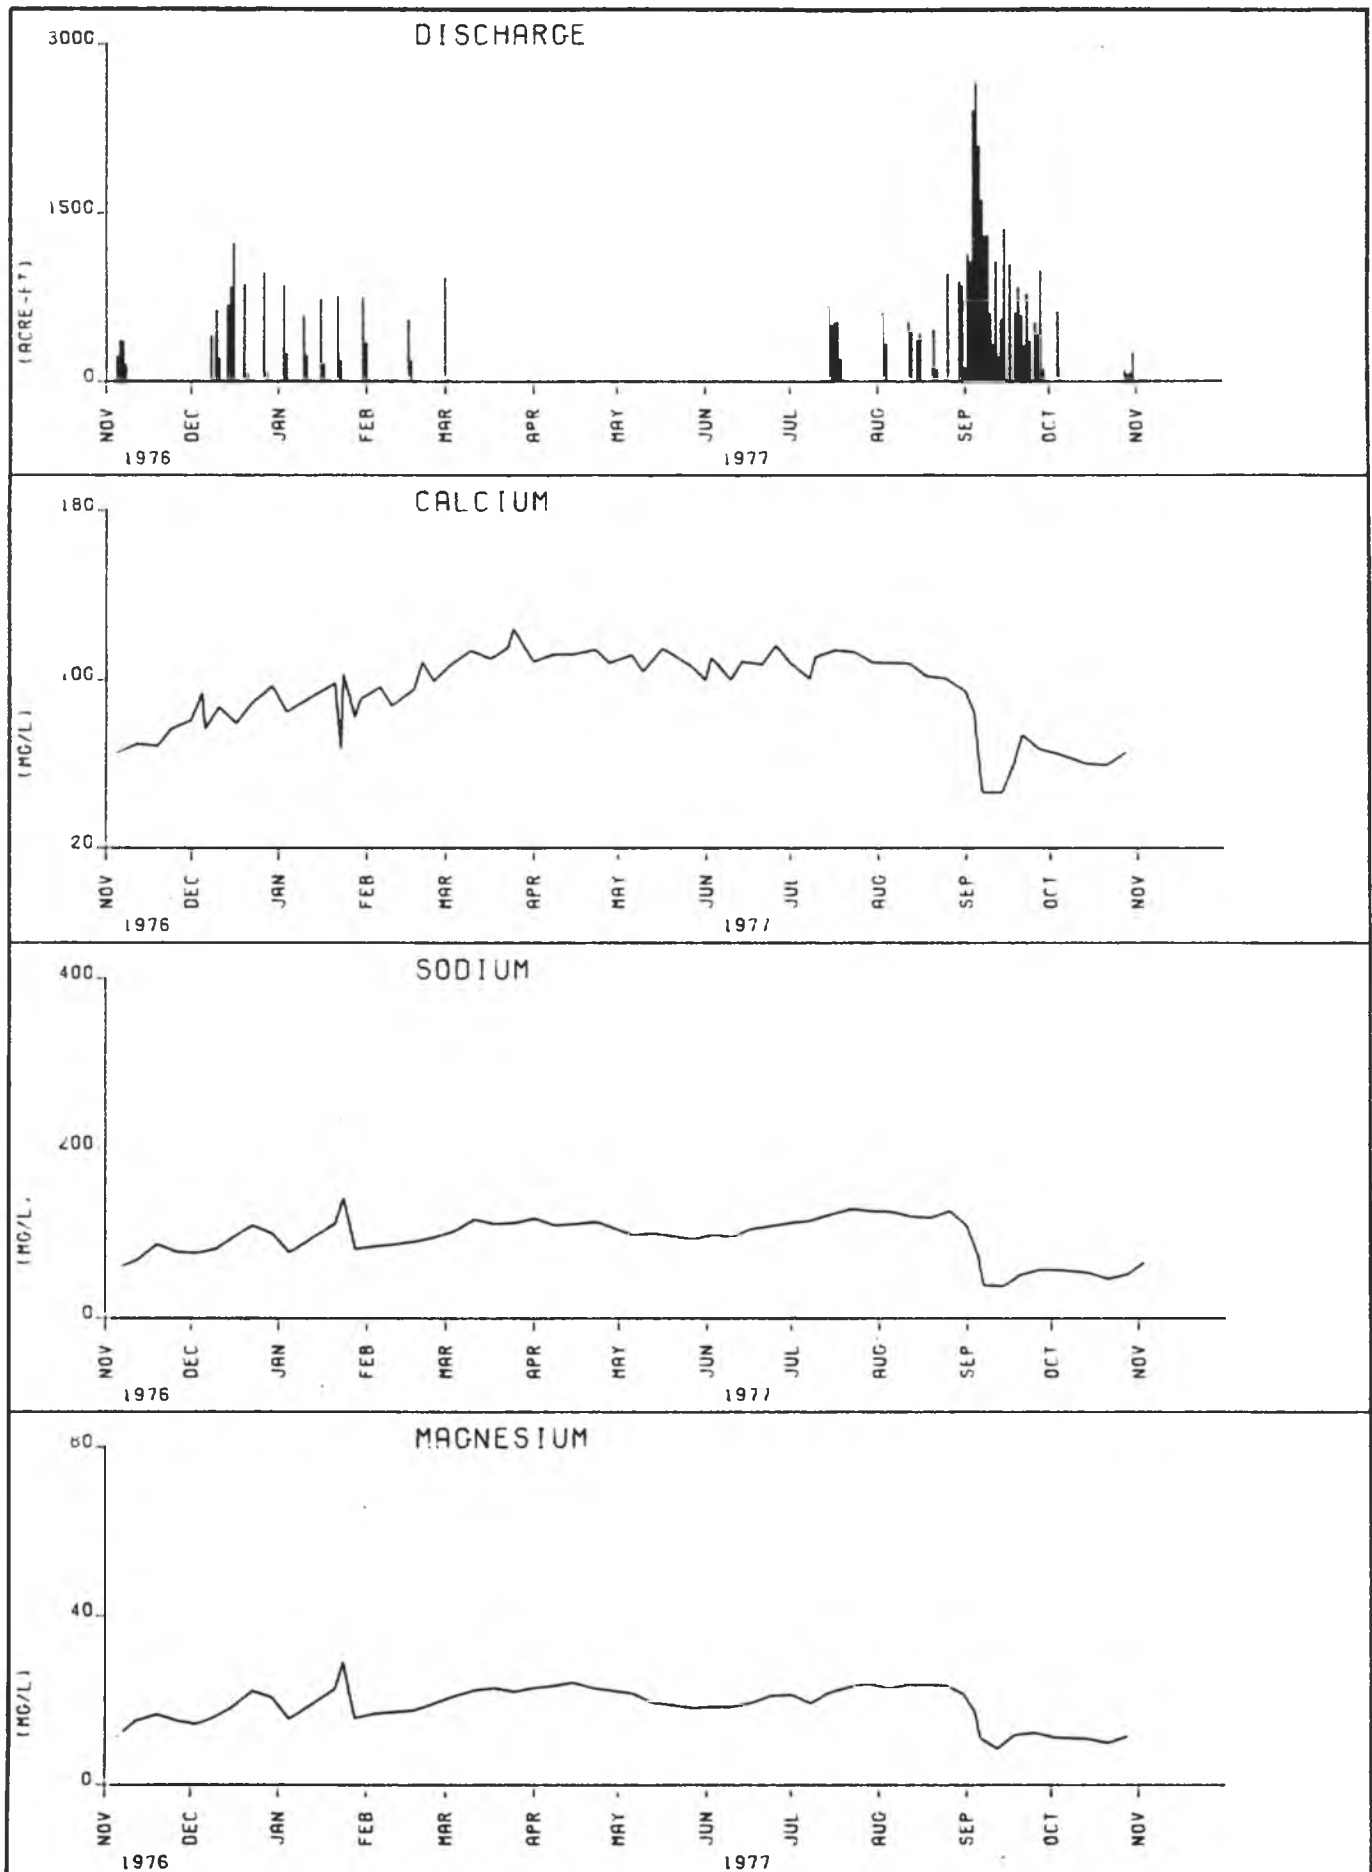 DISCHARGE
3000
1500
0
(ACRE-FT)
NOV DEC JAN FEB MAR APR MAY JUN JUL AUG SEP OCT NOV
1976 1977
CALCIUM
180
100
20
(MG/L)
NOV DEC JAN FEB MAR APR MAY JUN JUL AUG SEP OCT NOV
1976 1977
SODIUM
400
200
0
(MG/L)
NOV DEC JAN FEB MAR APR MAY JUN JUL AUG SEP OCT NOV
1976 1977
MAGNESIUM
80
40
0
(MG/L)
NOV DEC JAN FEB MAR APR MAY JUN JUL AUG SEP OCT NOV
1976 1977